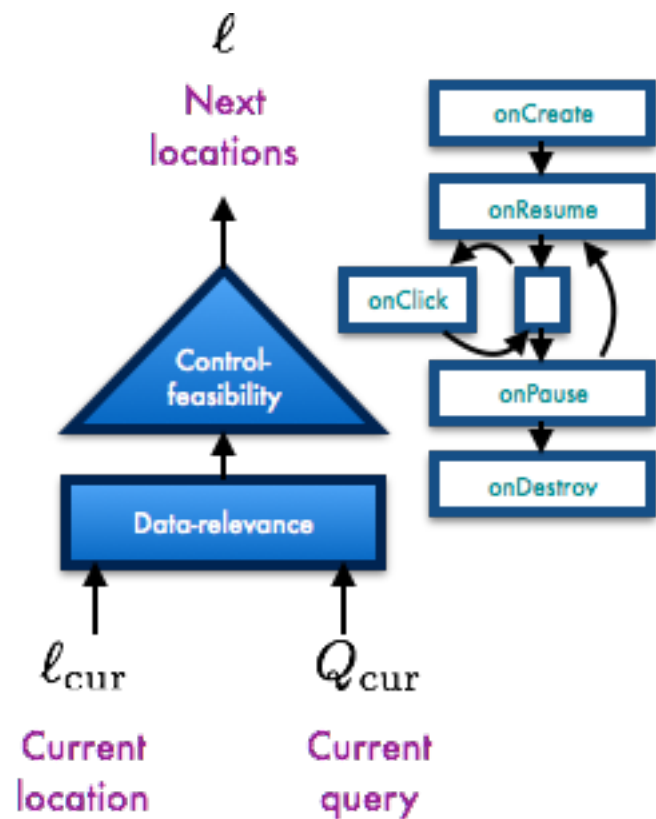 ℓ
Next
locations
Control-
feasibility
Data-relevance
ℓcur
Qcur
Current
location
Current
query
onCreate
onResume
onClick
onPause
onDestroy